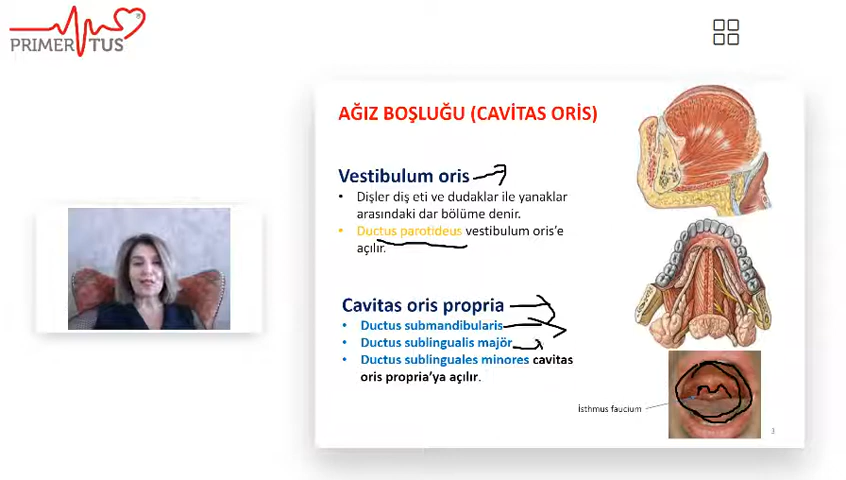 PRIMER TUS
AĞIZ BOŞLUĞU (CAVİTAS ORİS)
Vestibulum oris
• Dişler diş eti ve dudaklar ile yanaklar
arasındaki dar bölüme denir.
• Ductus parotideus vestibulum oris’e
açılır.
Cavitas oris propria
• Ductus submandibularis
• Ductus sublingualis majör
• Ductus sublinguales minores cavitas
oris propria’ya açılır.
İsthmus faucium
3